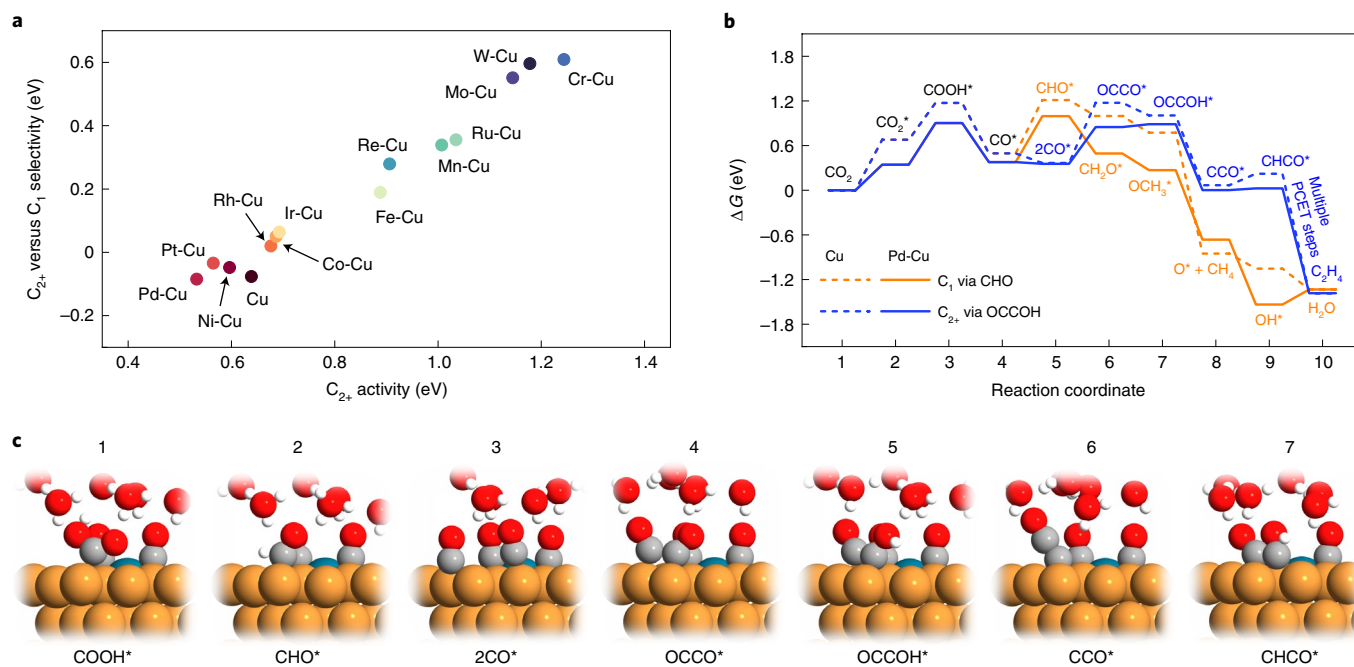 a
C2+ versus C1 selectivity (eV)
0.6
0.4
0.2
0
−0.2
W-Cu
Cr-Cu
Mo-Cu
Ru-Cu
Re-Cu
Mn-Cu
Fe-Cu
Rh-Cu
Ir-Cu
Co-Cu
Pt-Cu
Pd-Cu
Cu
Ni-Cu
0.4 0.6 0.8 1.0 1.2 1.4
C2+ activity (eV)
b
ΔG (eV)
1.8
1.2
0.6
0
−0.6
−1.2
−1.8
CO2
CO2*
COOH*
CO*
CHO*
2CO*
CH2O*
OCH3*
OCCO*
OCCOH*
CCO*
CHCO*
Multiple
PCET steps
O* + CH4
OH*
C2H4
H2O
Cu Pd-Cu
C1 via CHO
C2+ via OCCOH
1 2 3 4 5 6 7 8 9 10
Reaction coordinate
c
1 2 3 4 5 6 7
COOH* CHO* 2CO* OCCO* OCCOH* CCO* CHCO*